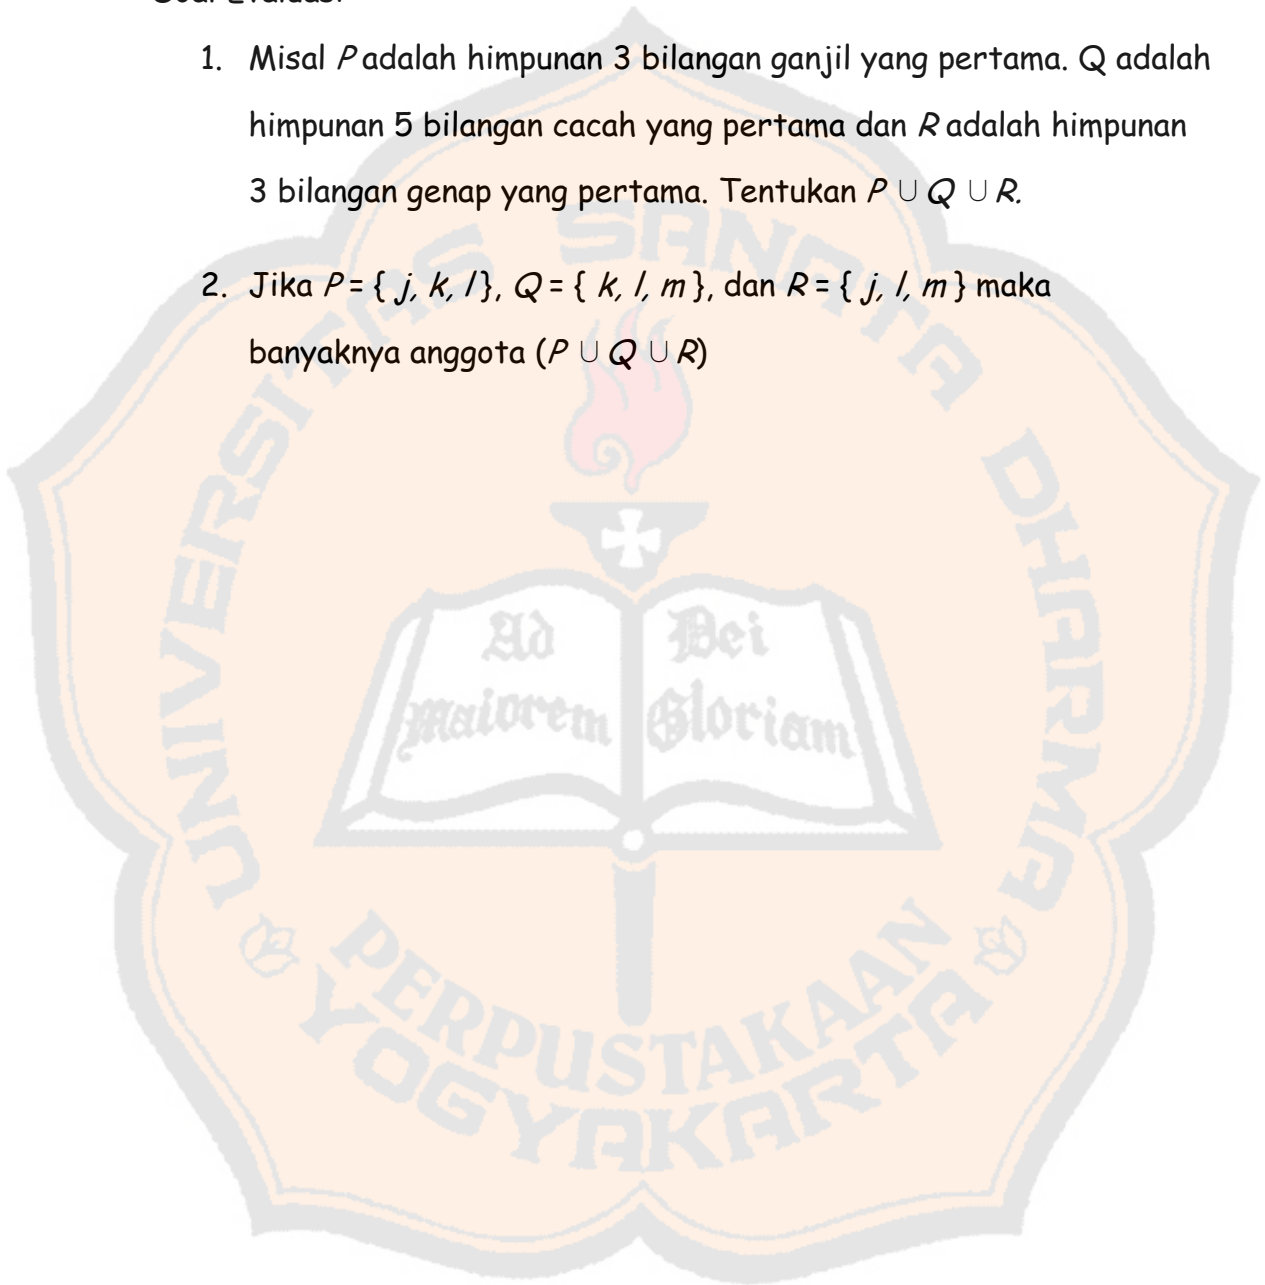 Soal Evaluasi
1. Misal P adalah himpunan 3 bilangan ganjil yang pertama. Q adalah
himpunan 5 bilangan cacah yang pertama dan R adalah himpunan
3 bilangan genap yang pertama. Tentukan P ∪ Q ∪ R.
2. Jika P = { j, k, l }, Q = { k, l, m }, dan R = { j, l, m } maka
banyaknya anggota (P ∪ Q ∪ R)
UNIVERSITAS SANATA DHARMA
Ad Dei
maiorem Gloriam
PERPUSTAKAAN
YOGYAKARTA